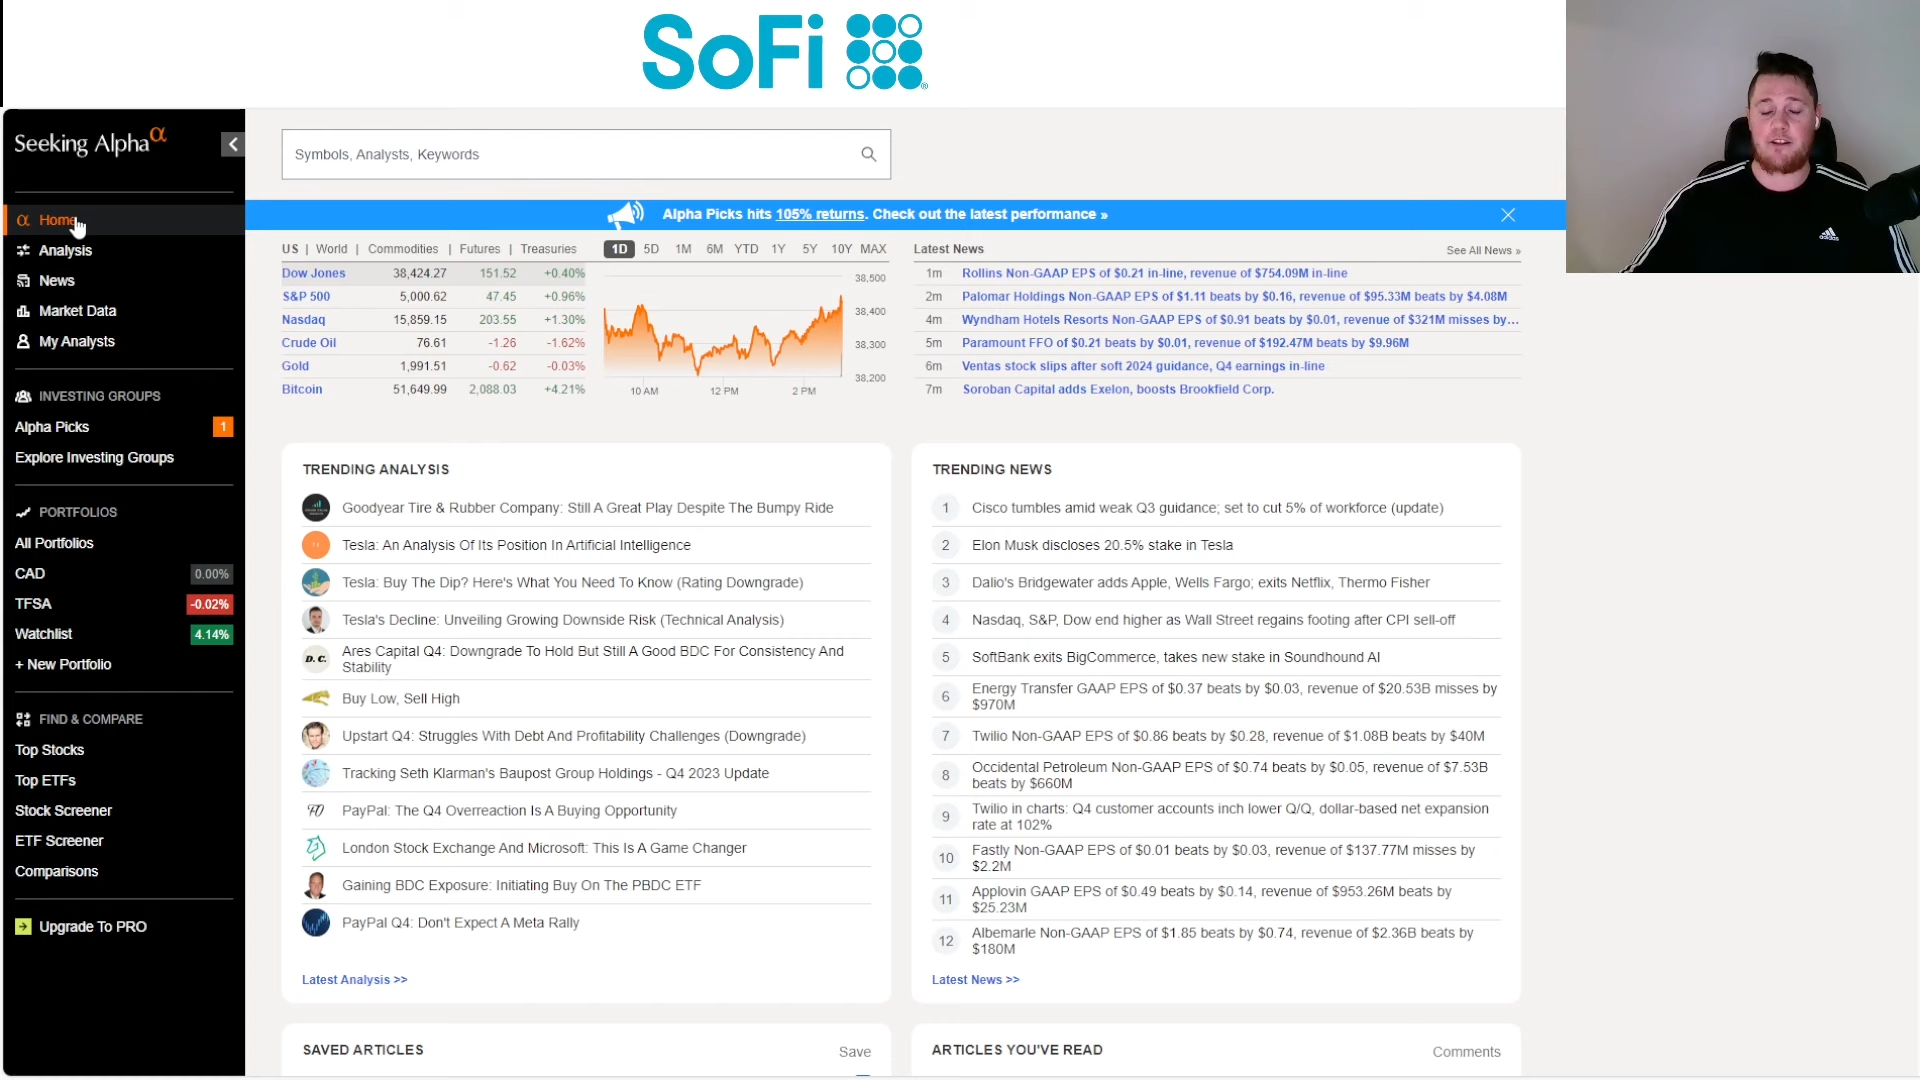 SoFi
Seeking Alpha α
Home
Analysis
News
Market Data
My Analysts
INVESTING GROUPS
Alpha Picks 1
Explore Investing Groups
PORTFOLIOS
All Portfolios
CAD 0.00%
TFSA -0.02%
Watchlist 4.14%
+ New Portfolio
FIND & COMPARE
Top Stocks
Top ETFs
Stock Screener
ETF Screener
Comparisons
Upgrade To PRO
Symbols, Analysts, Keywords
Alpha Picks hits 105% returns. Check out the latest performance »
US | World | Commodities | Futures | Treasuries
Dow Jones 38,424.27 151.52 +0.40%
S&P 500 5,000.62 47.45 +0.96%
Nasdaq 15,859.15 203.55 +1.30%
Crude Oil 76.61 -1.26 -1.62%
Gold 1,991.51 -0.62 -0.03%
Bitcoin 51,649.99 2,088.03 +4.21%
1D 5D 1M 6M YTD 1Y 5Y 10Y MAX
38,500
38,400
38,300
38,200
10 AM 12 PM 2 PM
Latest News See All News »
1m Rollins Non-GAAP EPS of $0.21 in-line, revenue of $754.09M in-line
2m Palomar Holdings Non-GAAP EPS of $1.11 beats by $0.16, revenue of $95.33M beats by $4.08M
4m Wyndham Hotels Resorts Non-GAAP EPS of $0.91 beats by $0.01, revenue of $321M misses by…
5m Paramount FFO of $0.21 beats by $0.01, revenue of $192.47M beats by $9.96M
6m Ventas stock slips after soft 2024 guidance, Q4 earnings in-line
7m Soroban Capital adds Exelon, boosts Brookfield Corp.
TRENDING ANALYSIS
Goodyear Tire & Rubber Company: Still A Great Play Despite The Bumpy Ride
Tesla: An Analysis Of Its Position In Artificial Intelligence
Tesla: Buy The Dip? Here's What You Need To Know (Rating Downgrade)
Tesla's Decline: Unveiling Growing Downside Risk (Technical Analysis)
D. C. Ares Capital Q4: Downgrade To Hold But Still A Good BDC For Consistency And
Stability
Buy Low, Sell High
Upstart Q4: Struggles With Debt And Profitability Challenges (Downgrade)
Tracking Seth Klarman's Baupost Group Holdings - Q4 2023 Update
PayPal: The Q4 Overreaction Is A Buying Opportunity
London Stock Exchange And Microsoft: This Is A Game Changer
Gaining BDC Exposure: Initiating Buy On The PBDC ETF
PayPal Q4: Don't Expect A Meta Rally
Latest Analysis >>
TRENDING NEWS
1 Cisco tumbles amid weak Q3 guidance; set to cut 5% of workforce (update)
2 Elon Musk discloses 20.5% stake in Tesla
3 Dalio's Bridgewater adds Apple, Wells Fargo; exits Netflix, Thermo Fisher
4 Nasdaq, S&P, Dow end higher as Wall Street regains footing after CPI sell-off
5 SoftBank exits BigCommerce, takes new stake in Soundhound AI
6 Energy Transfer GAAP EPS of $0.37 beats by $0.03, revenue of $20.53B misses by
$970M
7 Twilio Non-GAAP EPS of $0.86 beats by $0.28, revenue of $1.08B beats by $40M
8 Occidental Petroleum Non-GAAP EPS of $0.74 beats by $0.05, revenue of $7.53B
beats by $660M
9 Twilio in charts: Q4 customer accounts inch lower Q/Q, dollar-based net expansion
rate at 102%
10 Fastly Non-GAAP EPS of $0.01 beats by $0.03, revenue of $137.77M misses by
$2.2M
11 Applovin GAAP EPS of $0.49 beats by $0.14, revenue of $953.26M beats by
$25.23M
12 Albemarle Non-GAAP EPS of $1.85 beats by $0.74, revenue of $2.36B beats by
$180M
Latest News >>
SAVED ARTICLES Save
ARTICLES YOU'VE READ Comments
adidas